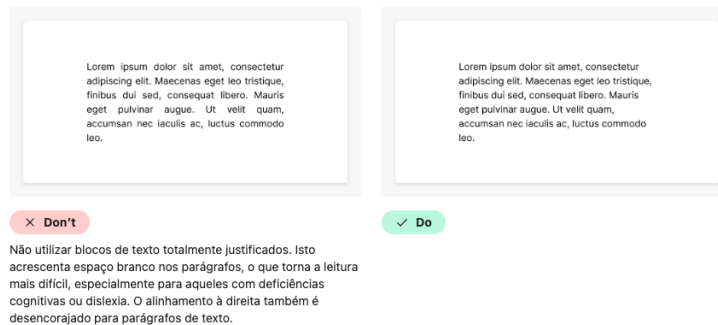 Lorem ipsum dolor sit amet, consectetur
adipiscing elit. Maecenas eget leo tristique,
finibus dui sed, consequat libero. Mauris
eget pulvinar augue. Ut velit quam,
accumsan nec iaculis ac, luctus commodo
leo.
Don't
Não utilizar blocos de texto totalmente justificados. Isto
acrescenta espaço branco nos parágrafos, o que torna a leitura
mais difícil, especialmente para aqueles com deficiências
cognitivas ou dislexia. O alinhamento à direita também é
desencorajado para parágrafos de texto.
Lorem ipsum dolor sit amet, consectetur
adipiscing elit. Maecenas eget leo tristique,
finibus dui sed, consequat libero. Mauris
eget pulvinar augue. Ut velit quam,
accumsan nec iaculis ac, luctus commodo
leo.
Do